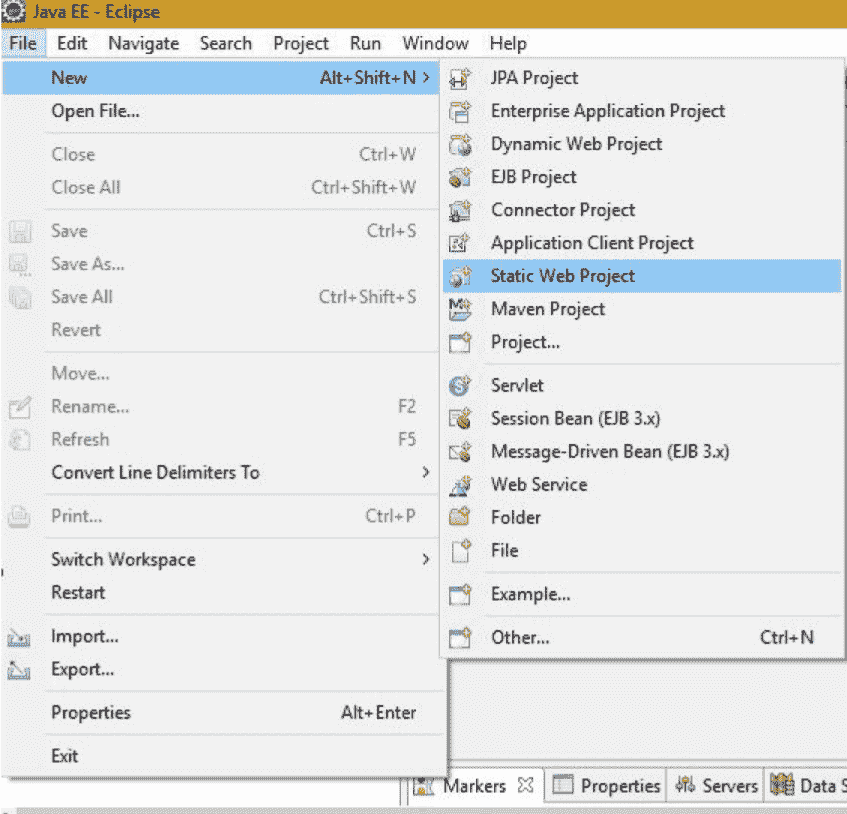 Java EE - Eclipse
File Edit Navigate Search Project Run Window Help
New Alt+Shift+N >
Open File...
Close Ctrl+W
Close All Ctrl+Shift+W
Save Ctrl+S
Save As...
Save All Ctrl+Shift+S
Revert
Move...
Rename... F2
Refresh F5
Convert Line Delimiters To >
Print... Ctrl+P
Switch Workspace >
Restart
Import...
Export...
Properties Alt+Enter
Exit
JPA Project
Enterprise Application Project
Dynamic Web Project
EJB Project
Connector Project
Application Client Project
Static Web Project
Maven Project
Project...
Servlet
Session Bean (EJB 3.x)
Message-Driven Bean (EJB 3.x)
Web Service
Folder
File
Example...
Other... Ctrl+N
Markers Properties Servers Data S